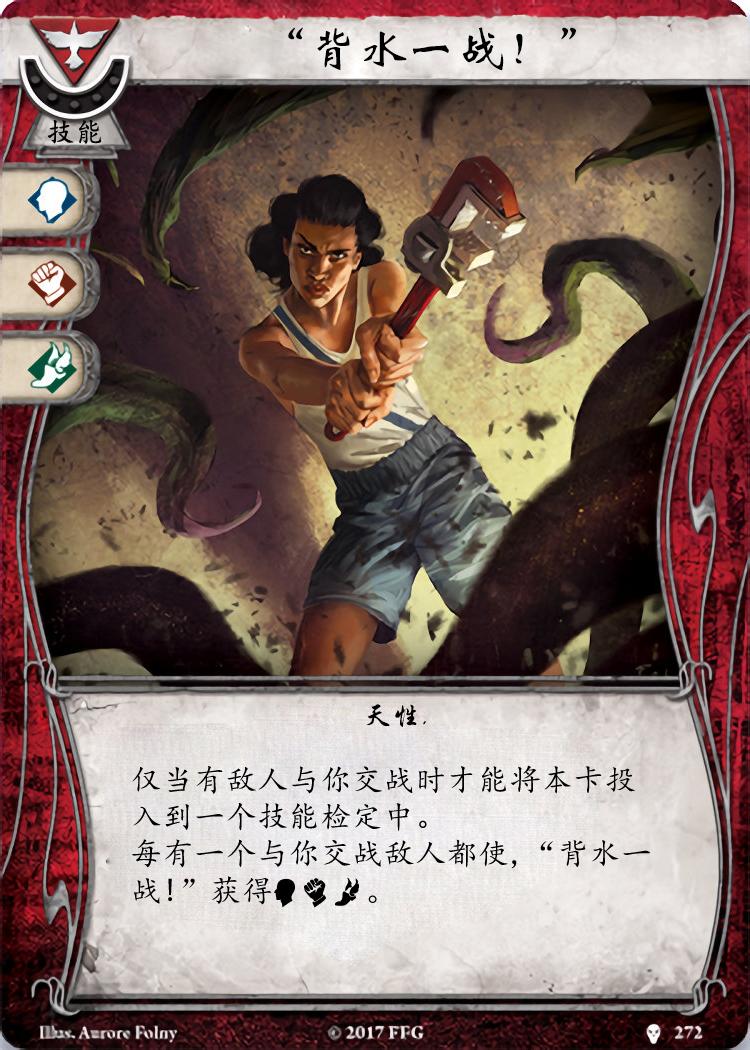 “背水一战！”
技能
天性.
仅当有敌人与你交战时才能将本卡投
入到一个技能检定中。
每有一个与你交战敌人都使，“背水一
战！”获得。
Illus. Aurore Folny
© 2017 FFG
272